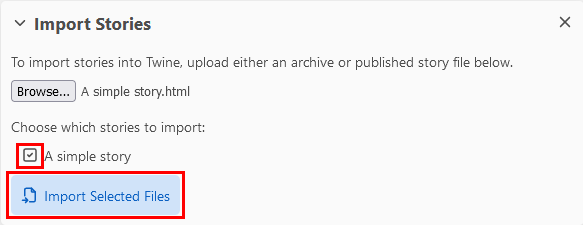 Import Stories
To import stories into Twine, upload either an archive or published story file below.
Browse... A simple story.html
Choose which stories to import:
A simple story
Import Selected Files